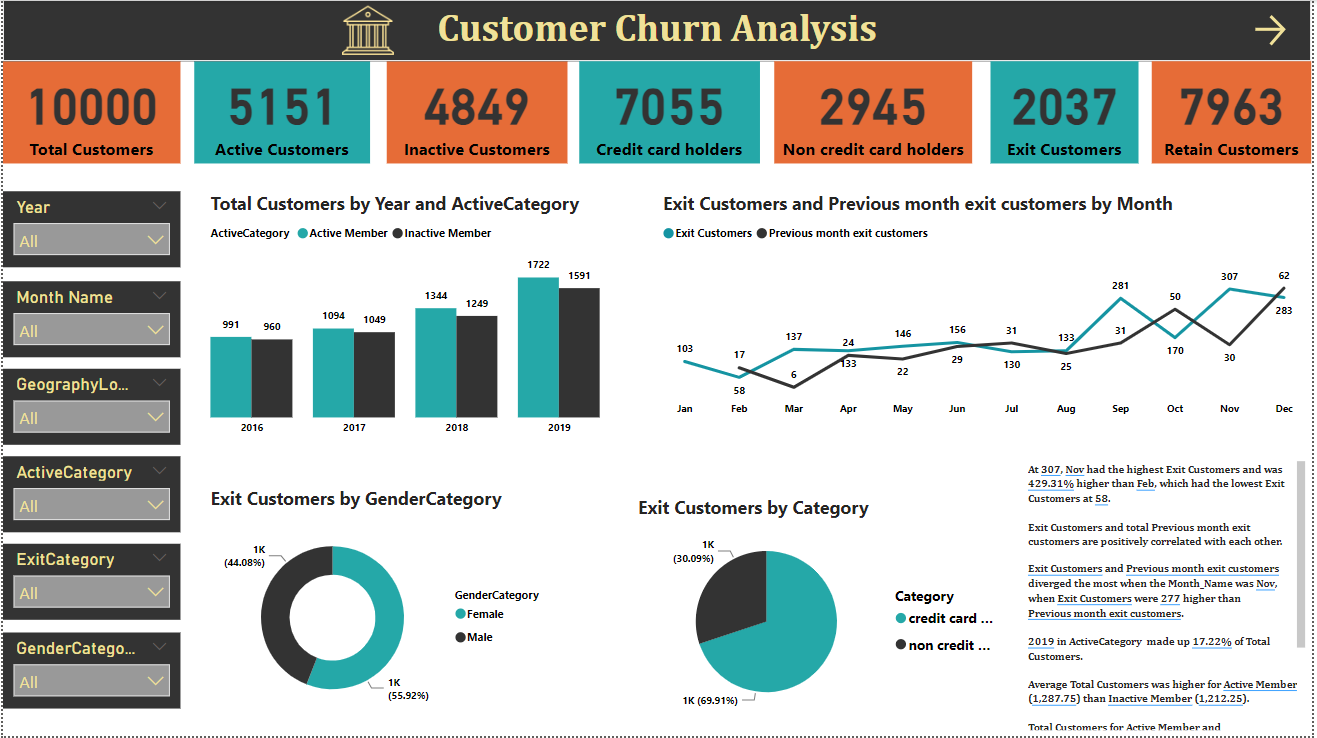 Customer Churn Analysis
10000
Total Customers
5151
Active Customers
4849
Inactive Customers
7055
Credit card holders
2945
Non credit card holders
2037
Exit Customers
7963
Retain Customers
Year
All
Month Name
All
GeographyLo...
All
ActiveCategory
All
ExitCategory
All
GenderCatego...
All
Total Customers by Year and ActiveCategory
ActiveCategory Active Member Inactive Member
991 960 1094 1049 1344 1249 1722 1591
2016 2017 2018 2019
Exit Customers and Previous month exit customers by Month
Exit Customers Previous month exit customers
103 58 137 133 146 156 130 133 281 170 307 283
17 6 24 22 29 31 25 31 50 30 62
Jan Feb Mar Apr May Jun Jul Aug Sep Oct Nov Dec
Exit Customers by GenderCategory
1K
(44.08%)
1K
(55.92%)
GenderCategory
Female
Male
Exit Customers by Category
1K
(30.09%)
1K (69.91%)
Category
credit card ...
non credit ...
At 307, Nov had the highest Exit Customers and was
429.31% higher than Feb, which had the lowest Exit
Customers at 58.
Exit Customers and total Previous month exit
customers are positively correlated with each other.
Exit Customers and Previous month exit customers
diverged the most when the Month_Name was Nov,
when Exit Customers were 277 higher than
Previous month exit customers.
2019 in ActiveCategory made up 17.22% of Total
Customers.
Average Total Customers was higher for Active Member
(1,287.75) than Inactive Member (1,212.25).
Total Customers for Active Member and